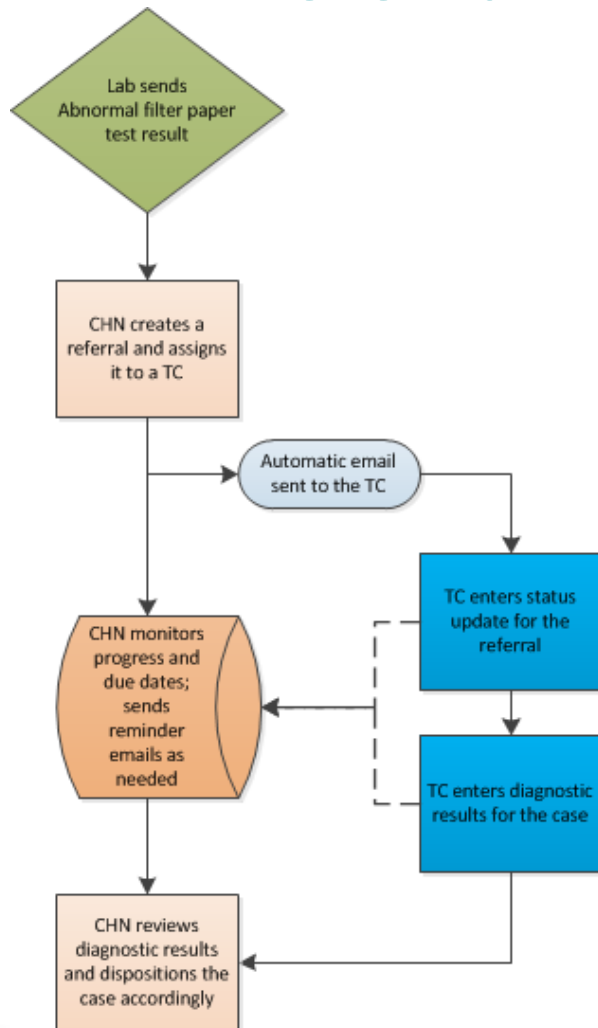 Lab sends
Abnormal filter paper
test result
CHN creates a
referral and assigns
it to a TC
Automatic email
sent to the TC
TC enters status
update for the
referral
CHN monitors
progress and
due dates;
sends
reminder
emails as
needed
TC enters diagnostic
results for the case
CHN reviews
diagnostic results
and dispositions the
case accordingly